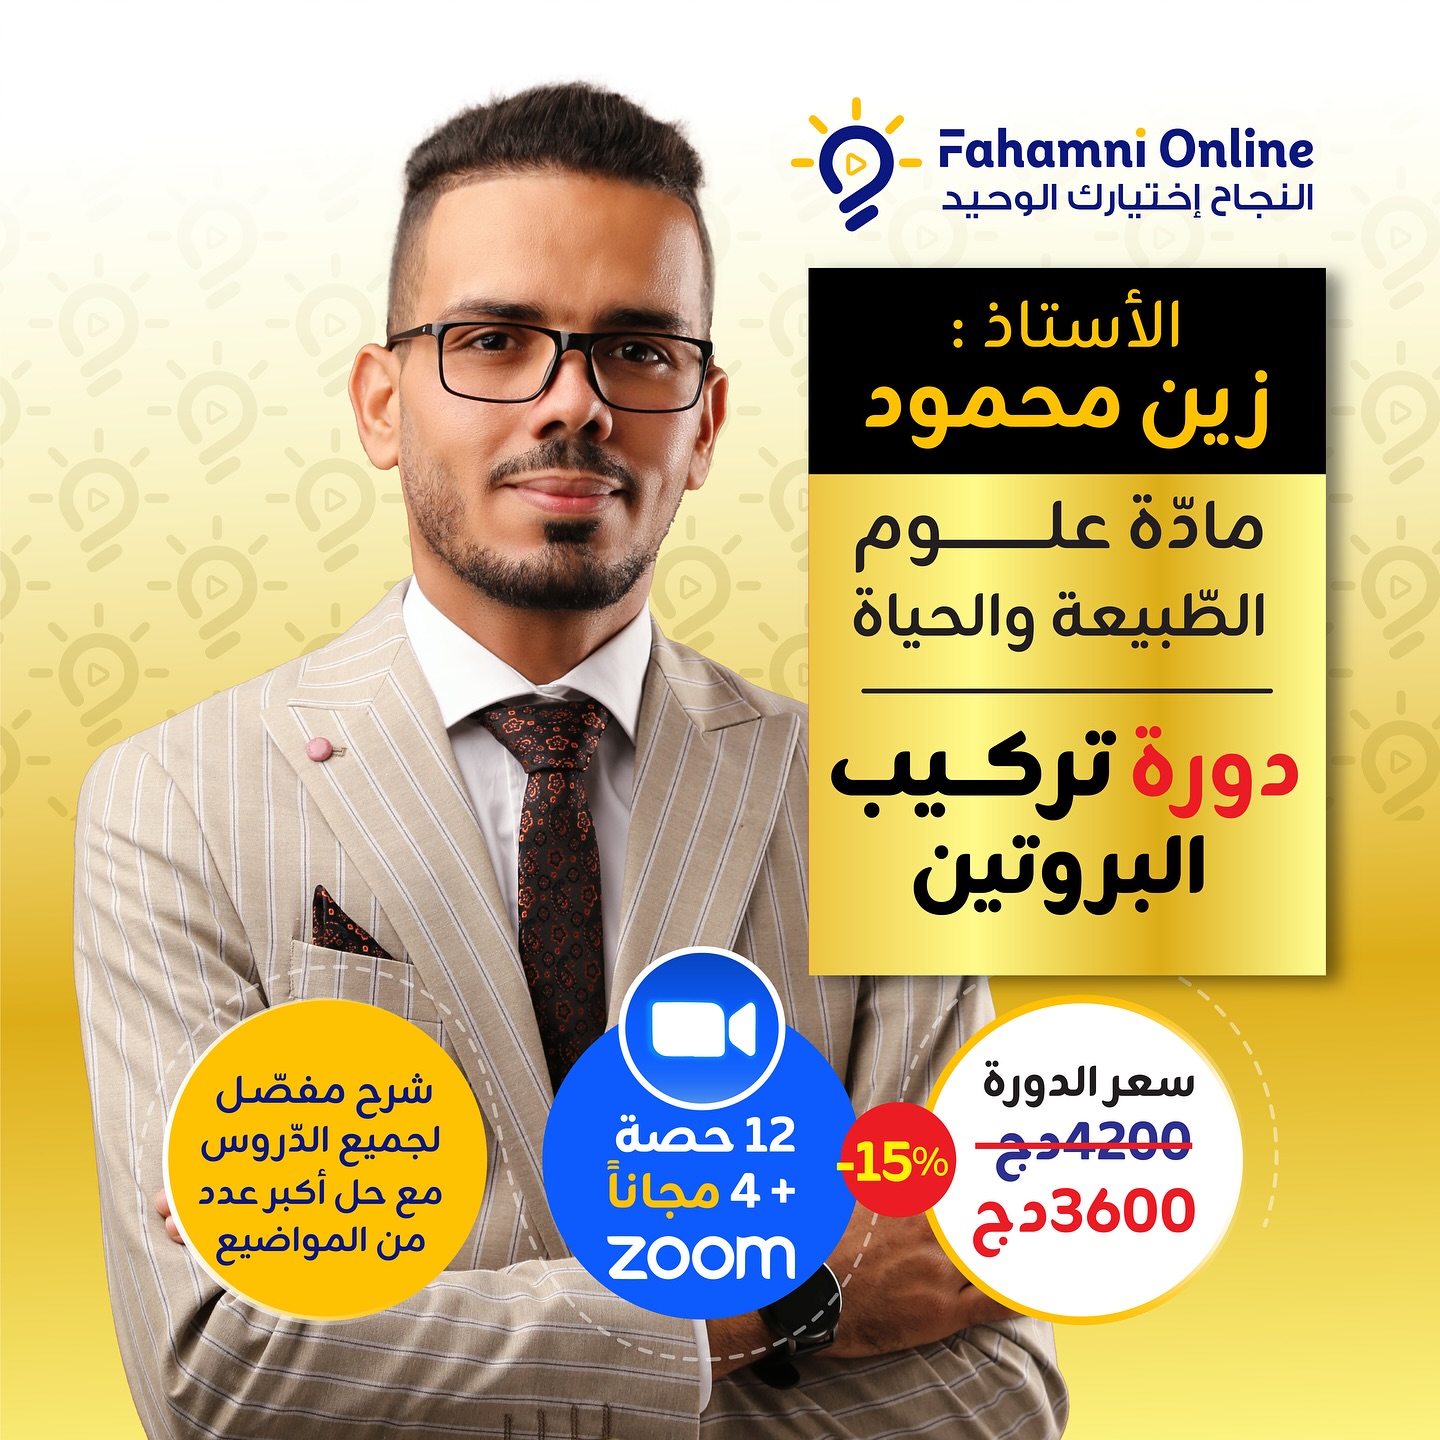 Fahamni Online
النجاح إختيارك الوحيد
الأستاذ :
زين محمود
مادّة علـــــوم
الطّبيعة والحياة
دورة تركـيب
البروتين
شرح مفصّل
لجميع الدّروس
مع حل أكبر عدد
من المواضيع
12 حصة
+ 4 مجاناً
zoom
-15%
سعر الدورة
4200دج
3600دج